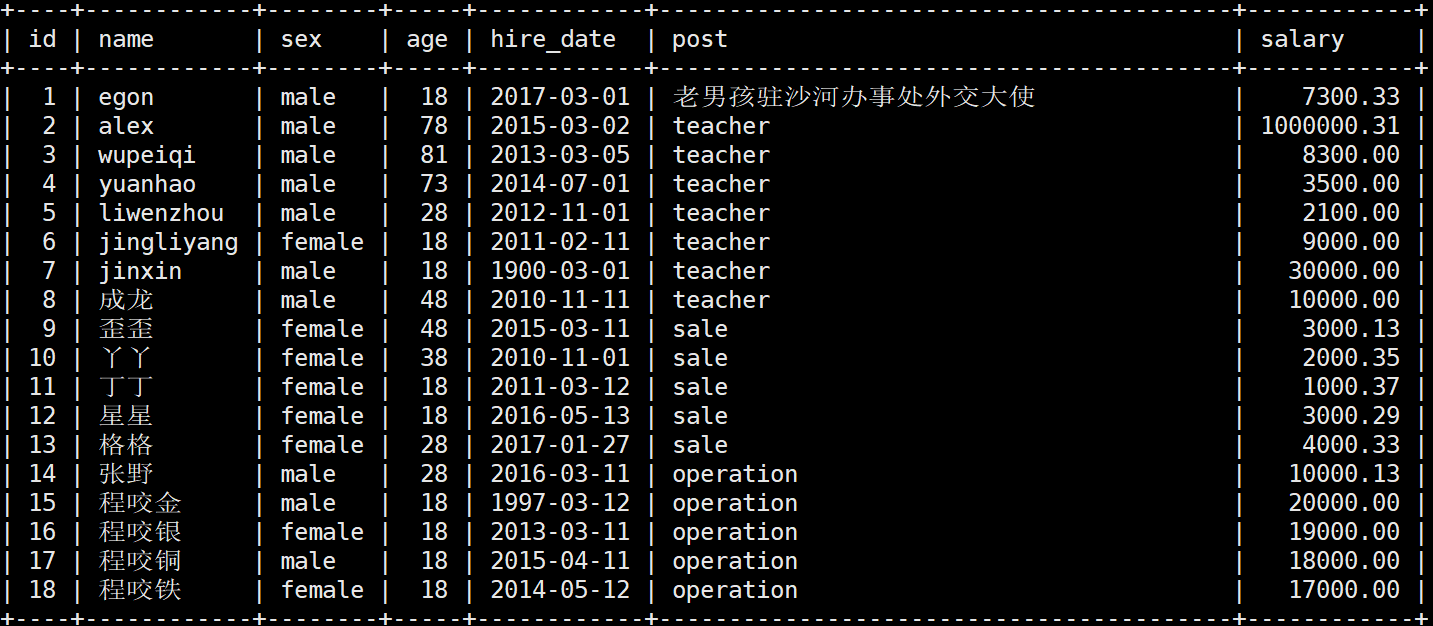 +----+------------+--------+-----+------------+-----------------------------------------+------------+
| id | name | sex | age | hire_date | post | salary |
+----+------------+--------+-----+------------+-----------------------------------------+------------+
| 1 | egon | male | 18 | 2017-03-01 | 老男孩驻沙河办事处外交大使 | 7300.33 |
| 2 | alex | male | 78 | 2015-03-02 | teacher | 1000000.31 |
| 3 | wupeiqi | male | 81 | 2013-03-05 | teacher | 8300.00 |
| 4 | yuanhao | male | 73 | 2014-07-01 | teacher | 3500.00 |
| 5 | liwenzhou | male | 28 | 2012-11-01 | teacher | 2100.00 |
| 6 | jingliyang | female | 18 | 2011-02-11 | teacher | 9000.00 |
| 7 | jinxin | male | 18 | 1900-03-01 | teacher | 30000.00 |
| 8 | 成龙 | male | 48 | 2010-11-11 | teacher | 10000.00 |
| 9 | 歪歪 | female | 48 | 2015-03-11 | sale | 3000.13 |
| 10 | 丫丫 | female | 38 | 2010-11-01 | sale | 2000.35 |
| 11 | 丁丁 | female | 18 | 2011-03-12 | sale | 1000.37 |
| 12 | 星星 | female | 18 | 2016-05-13 | sale | 3000.29 |
| 13 | 格格 | female | 28 | 2017-01-27 | sale | 4000.33 |
| 14 | 张野 | male | 28 | 2016-03-11 | operation | 10000.13 |
| 15 | 程咬金 | male | 18 | 1997-03-12 | operation | 20000.00 |
| 16 | 程咬银 | female | 18 | 2013-03-11 | operation | 19000.00 |
| 17 | 程咬铜 | male | 18 | 2015-04-11 | operation | 18000.00 |
| 18 | 程咬铁 | female | 18 | 2014-05-12 | operation | 17000.00 |
+----+------------+--------+-----+------------+-----------------------------------------+------------+